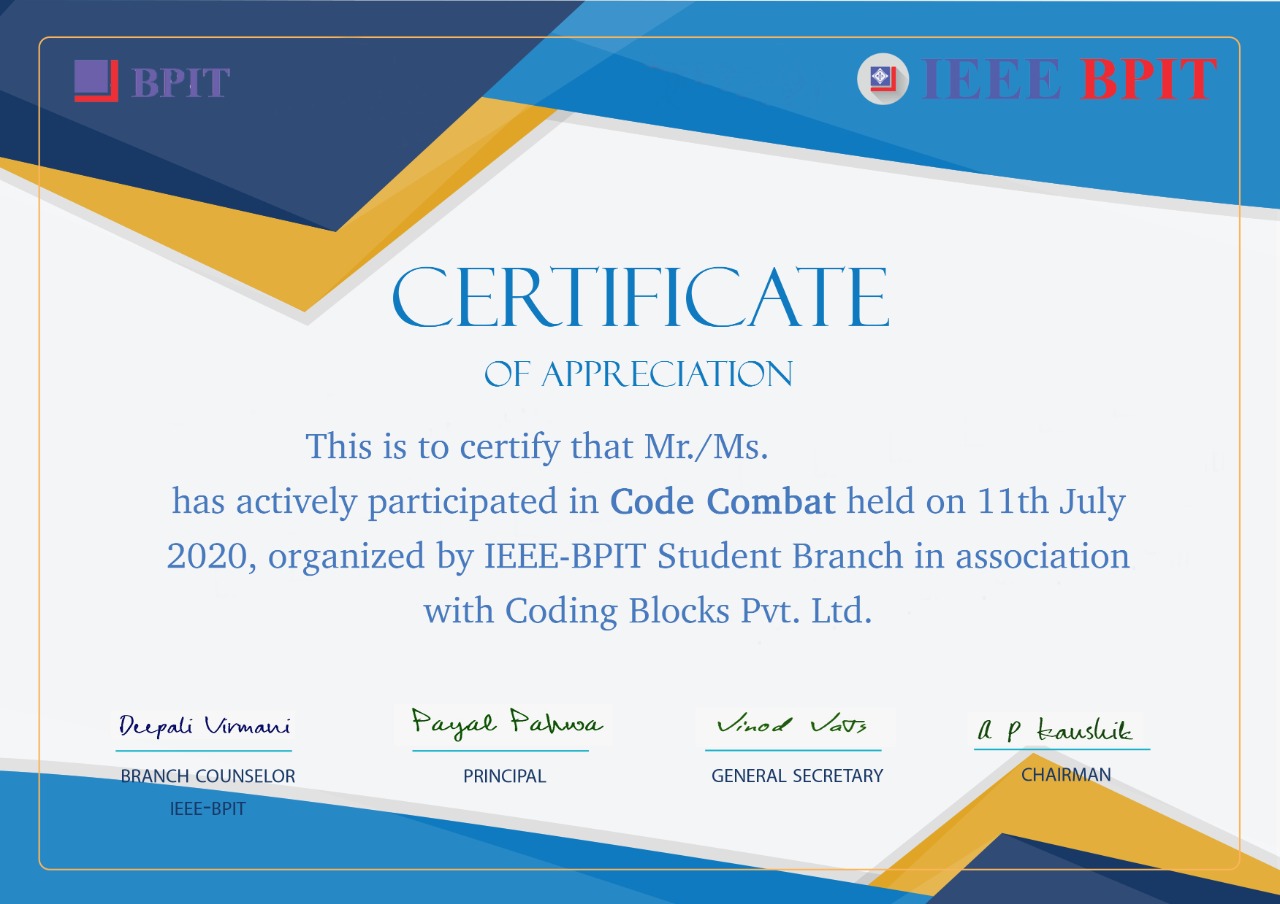 BPIT
IEEE BPIT
CERTIFICATE
OF APPRECIATION
This is to certify that Mr./Ms.
has actively participated in Code Combat held on 11th July
2020, organized by IEEE-BPIT Student Branch in association
with Coding Blocks Pvt. Ltd.
Deepali Virmani
BRANCH COUNSELOR
IEEE-BPIT
Payal Pahwa
PRINCIPAL
Vinod Vats
GENERAL SECRETARY
A P Kaushik
CHAIRMAN